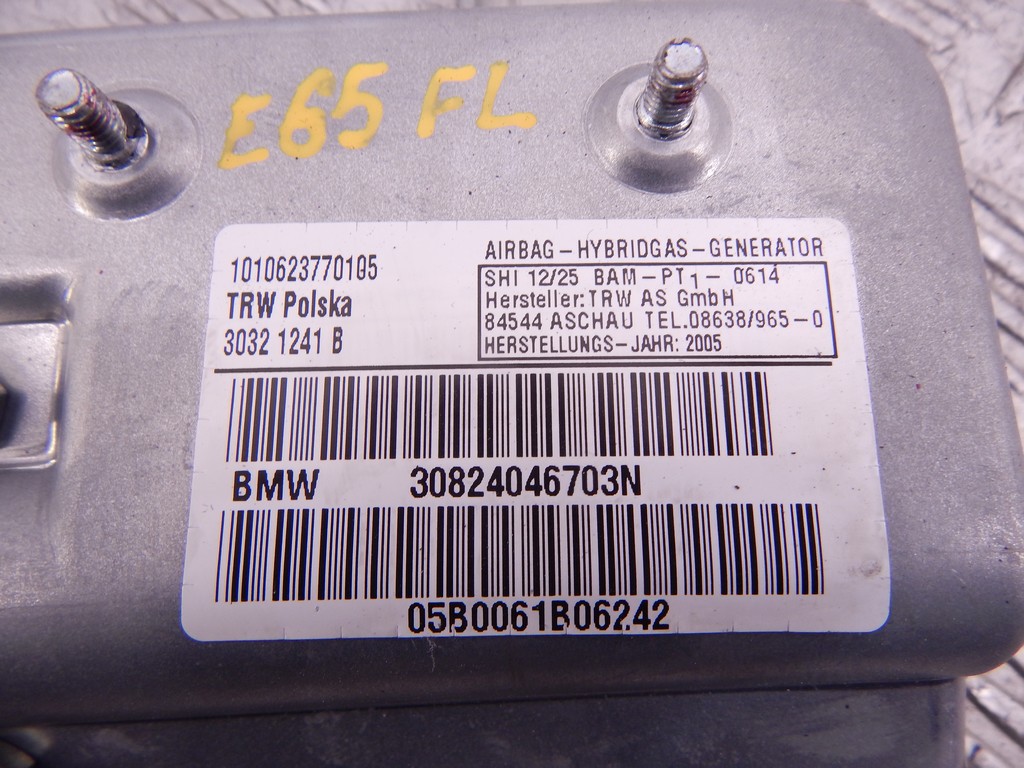 E65 FL
1010623770105
TRW Polska
3032 1241 B
AIRBAG-HYBRIDGAS-GENERATOR
SHI 12/25 BAM-PT1- 0614
Hersteller: TRW AS GmbH
84544 ASCHAU TEL.08638/965-0
HERSTELLUNGS-JAHR: 2005
BMW 30824046703N
05B0061B06242